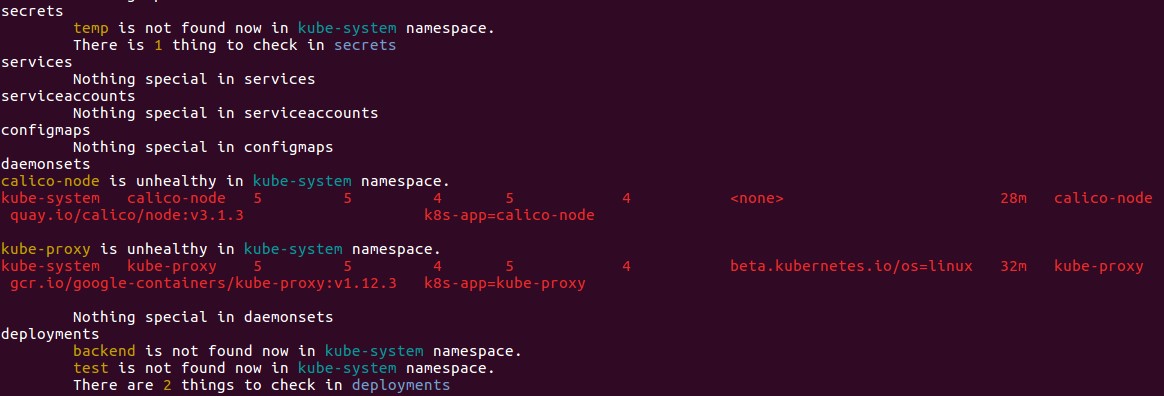 secrets
        temp is not found now in kube-system namespace.
        There is 1 thing to check in secrets
services
        Nothing special in services
serviceaccounts
        Nothing special in serviceaccounts
configmaps
        Nothing special in configmaps
daemonsets
calico-node is unhealthy in kube-system namespace.
kube-system   calico-node   5         5         4       5            4           <none>                        28m   calico-node
 quay.io/calico/node:v3.1.3                    k8s-app=calico-node
kube-proxy is unhealthy in kube-system namespace.
kube-system   kube-proxy    5         5         4       5            4           beta.kubernetes.io/os=linux   32m   kube-proxy
 gcr.io/google-containers/kube-proxy:v1.12.3   k8s-app=kube-proxy
        Nothing special in daemonsets
deployments
        backend is not found now in kube-system namespace.
        test is not found now in kube-system namespace.
        There are 2 things to check in deployments